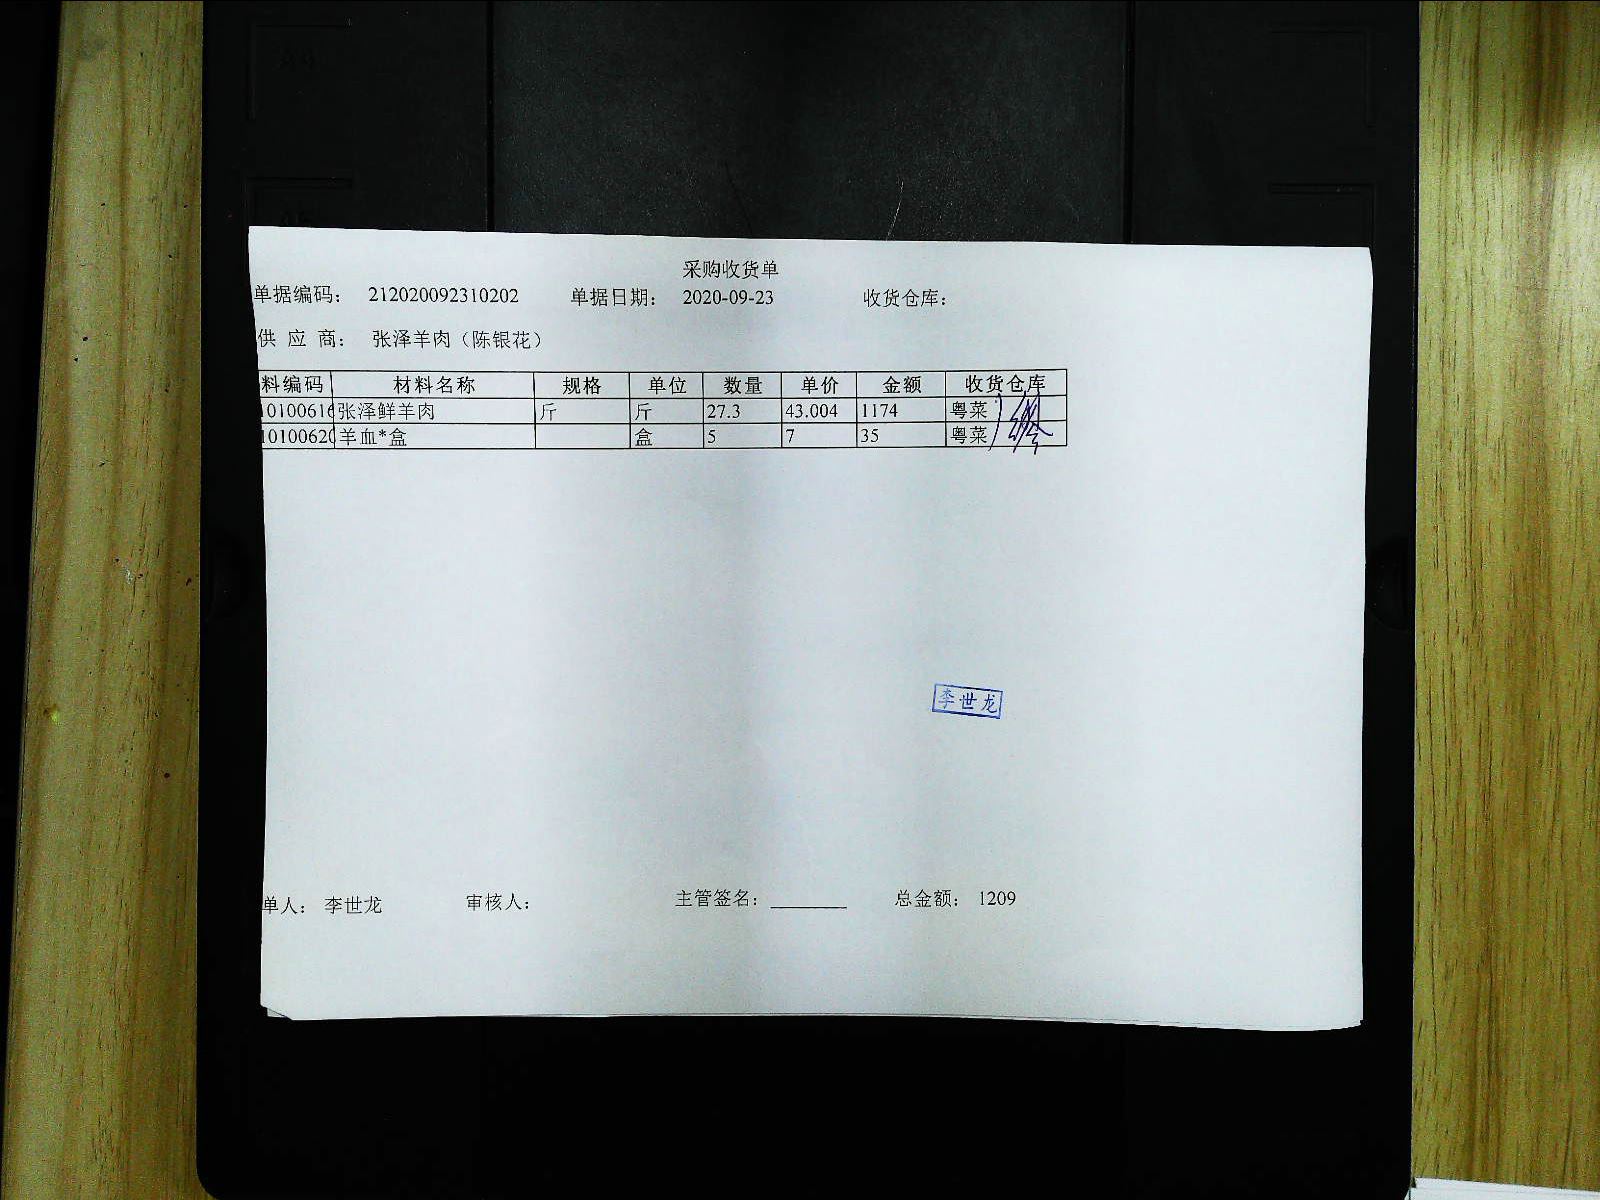 采购收货单
单据编码： 212020092310202 单据日期： 2020-09-23 收货仓库：
供 应 商： 张泽羊肉（陈银花）
料编码 材料名称 规格 单位 数量 单价 金额 收货仓库
10100616 张泽鲜羊肉 斤 斤 27.3 43.004 1174 粤菜
10100620 羊血*盒 盒 5 7 35 粤菜
李世龙
单人： 李世龙 审核人： 主管签名： ________ 总金额： 1209